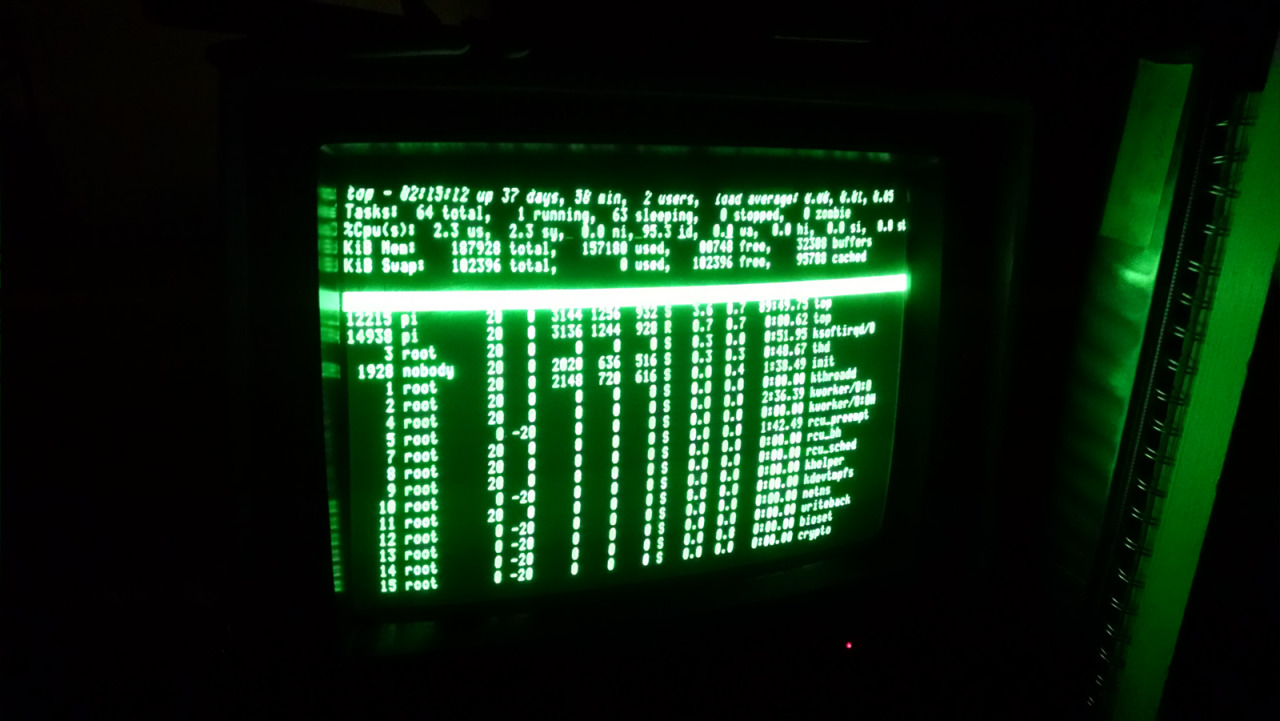 top - 02:13:12 up 37 days, 38 min, 2 users, load average: 0.00, 0.01, 0.05
Tasks: 64 total, 1 running, 63 sleeping, 0 stopped, 0 zombie
%Cpu(s): 2.3 us, 2.3 sy, 0.0 ni, 95.3 id, 0.0 wa, 0.0 hi, 0.0 si, 0.0 st
KiB Mem: 187928 total, 157180 used, 30748 free, 32308 buffers
KiB Swap: 102396 total, 0 used, 102396 free, 95788 cached
12215 pi 20 0 3144 1256 932 S 3.6 0.7 89:49.75 top
14938 pi 20 0 3136 1244 928 R 0.7 0.7 0:00.62 top
3 root 20 0 0 0 0 S 0.3 0.0 0:51.95 ksoftirqd/0
1928 nobody 20 0 2028 636 516 S 0.3 0.3 0:48.67 thd
1 root 20 0 2148 720 616 S 0.0 0.4 1:38.49 init
2 root 20 0 0 0 0 S 0.0 0.0 0:00.00 kthreadd
4 root 20 0 0 0 0 S 0.0 0.0 2:36.39 kworker/0:0
5 root 0 -20 0 0 0 S 0.0 0.0 0:00.00 kworker/0:0H
7 root 20 0 0 0 0 S 0.0 0.0 1:42.49 rcu_preempt
8 root 20 0 0 0 0 S 0.0 0.0 0:00.00 rcu_bh
9 root 20 0 0 0 0 S 0.0 0.0 0:00.00 rcu_sched
10 root 0 -20 0 0 0 S 0.0 0.0 0:00.00 khelper
11 root 20 0 0 0 0 S 0.0 0.0 0:00.00 kdevtmpfs
12 root 0 -20 0 0 0 S 0.0 0.0 0:00.00 netns
13 root 0 -20 0 0 0 S 0.0 0.0 0:00.00 writeback
14 root 0 -20 0 0 0 S 0.0 0.0 0:00.00 bioset
15 root 0 -20 0 0 0 S 0.0 0.0 0:00.00 crypto